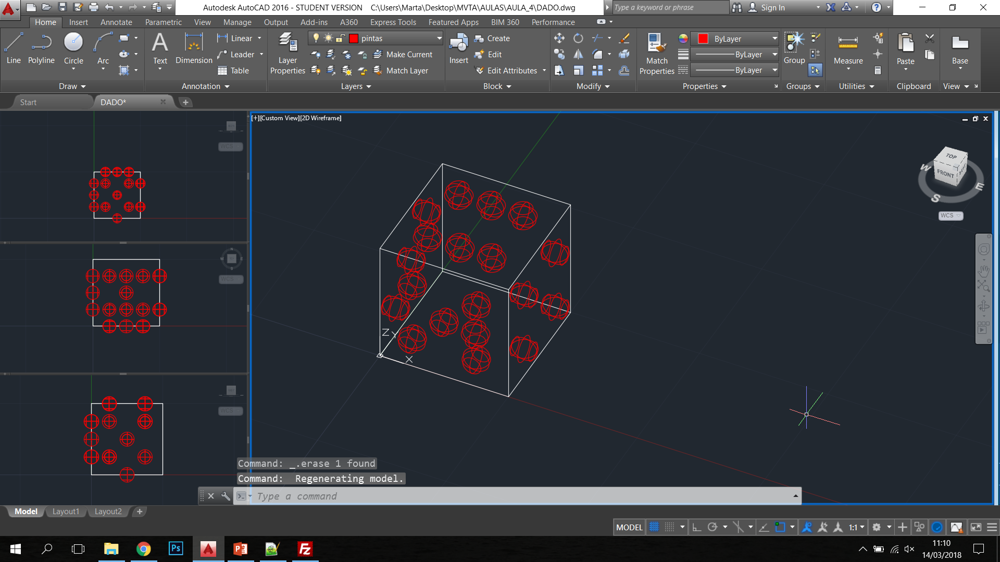 Autodesk AutoCAD 2016 - STUDENT VERSION C:\Users\Marta\Desktop\MVTA\AULAS\AULA_4\DADO.dwg
Type a keyword or phrase
Sign In
Home Insert Annotate Parametric View Manage Output Add-ins A360 Express Tools Featured Apps BIM 360 Performance
Line
Polyline
Circle
Arc
Draw
Text
Dimension
Linear
Leader
Table
Annotation
Layer
Properties
pintas
Make Current
Match Layer
Layers
Insert
Create
Edit
Edit Attributes
Block
Modify
Match
Properties
ByLayer
ByLayer
ByLayer
Properties
Group
Groups
Measure
Utilities
Paste
Clipboard
Base
View
Start
DADO*
[+][Custom View][2D Wireframe]
TOP
FRONT
W
S
E
WCS
WCS
N
W
E
S
WCS
WCS
Z
Y
X
Command: _.erase 1 found
Command: Regenerating model.
Type a command
Model Layout1 Layout2
MODEL
1:1
Ps
Fz
11:10
14/03/2018